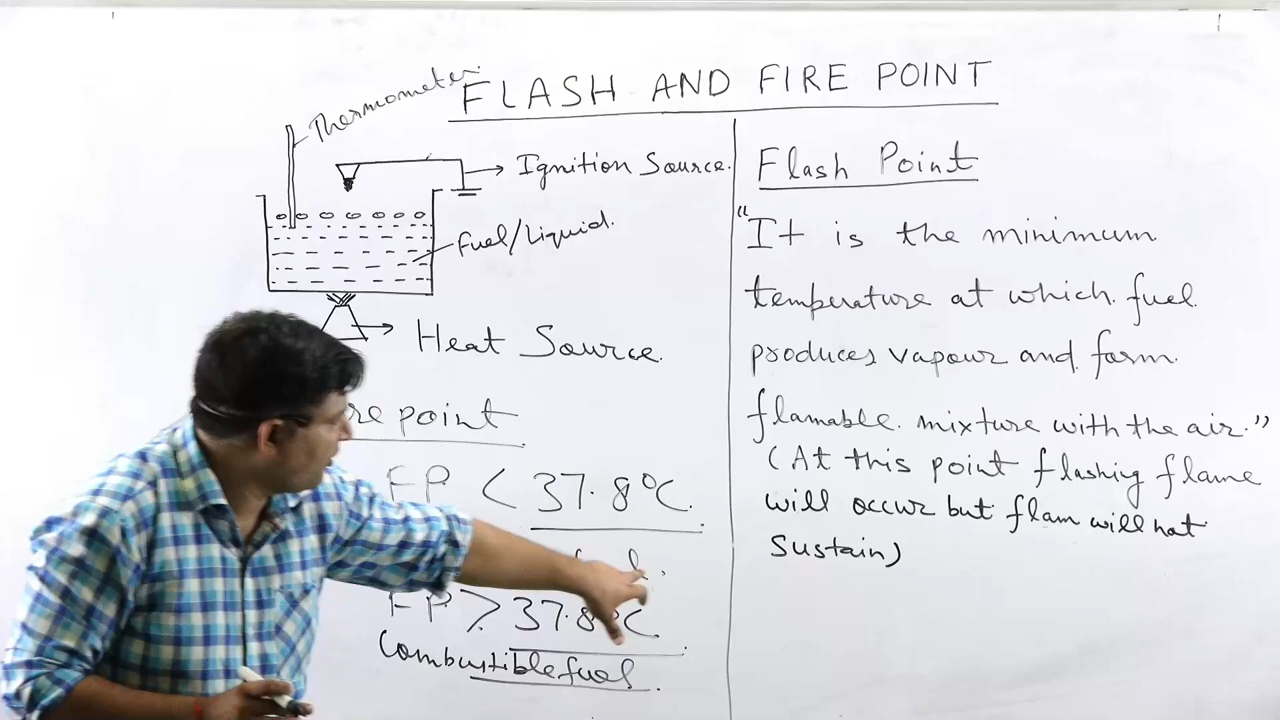 FLASH AND FIRE POINT
Thermometer.
Ignition Source.
Fuel/Liquid.
Heat Source.
point
FP < 37.8°C.
FP ⩾ 37.8°C.
Combustible fuel.
Flash Point
"It is the minimum
temperature at which fuel
produces vapour and form.
flamable. mixture with the air."
(At this point flashing flame
will occur but flam will not
Sustain)